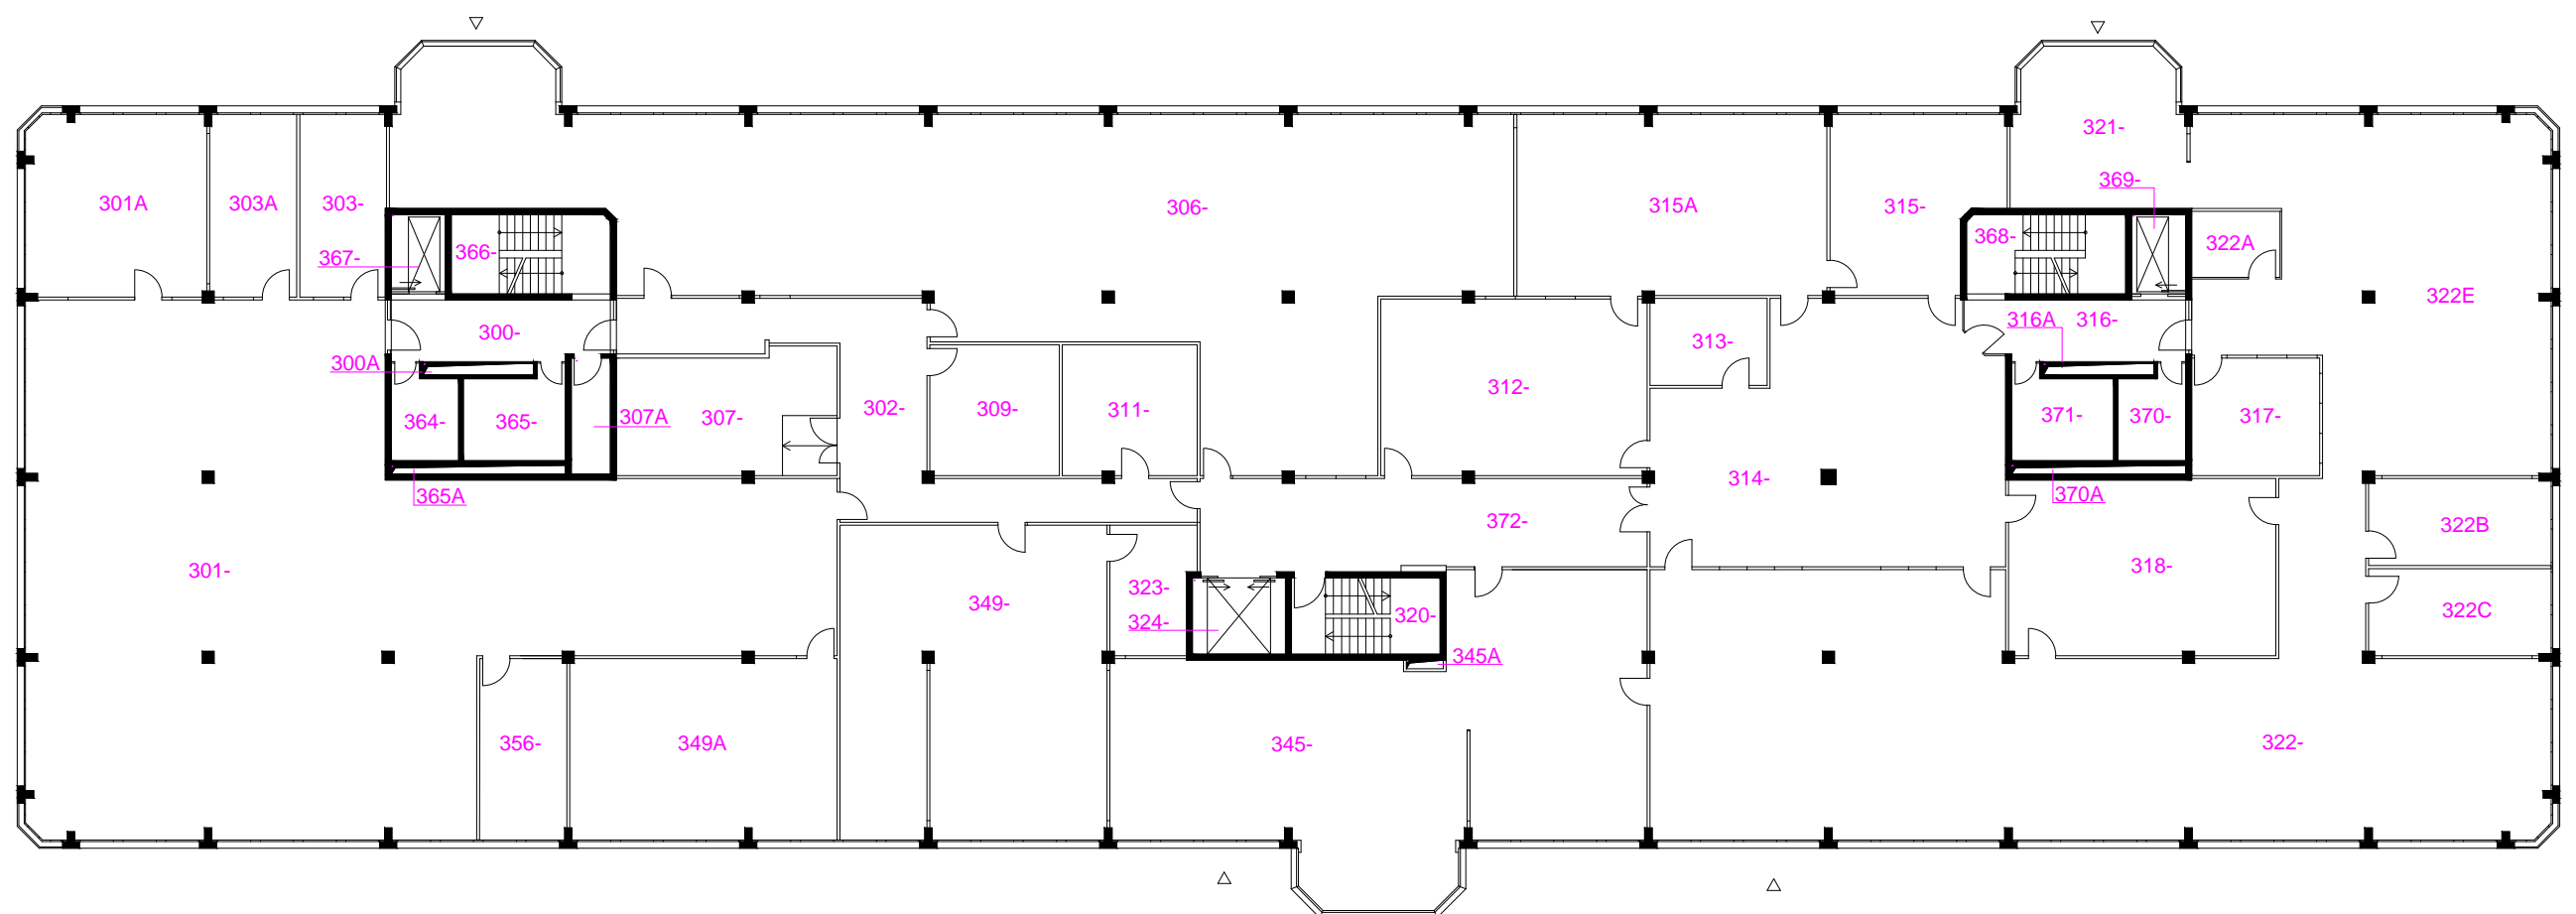 321-
369-
301A
303A
303-
306-
315A
315-
366-
368-
322A
367-
322E
300-
316A
316-
313-
300A
312-
302-
309-
311-
307A
307-
364-
365-
371-
370-
317-
314-
365A
370A
372-
322B
301-
318-
323-
349-
322C
324-
320-
345A
356-
349A
345-
322-